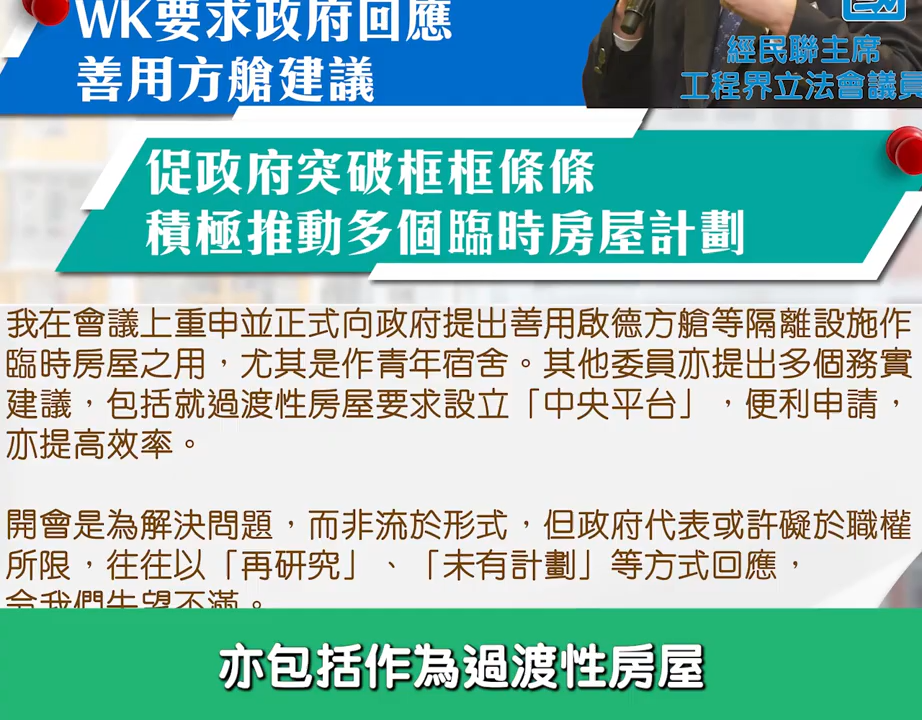 WK要求政府回應
善用方艙建議
經民聯主席
工程界立法會議員
促政府突破框框條條
積極推動多個臨時房屋計劃
我在會議上重申並正式向政府提出善用啟德方艙等隔離設施作
臨時房屋之用，尤其是作青年宿舍。其他委員亦提出多個務實
建議，包括就過渡性房屋要求設立「中央平台」，便利申請，
亦提高效率。
開會是為解決問題，而非流於形式，但政府代表或許礙於職權
所限，往往以「再研究」、「未有計劃」等方式回應，
令我們失望不滿。
亦包括作為過渡性房屋